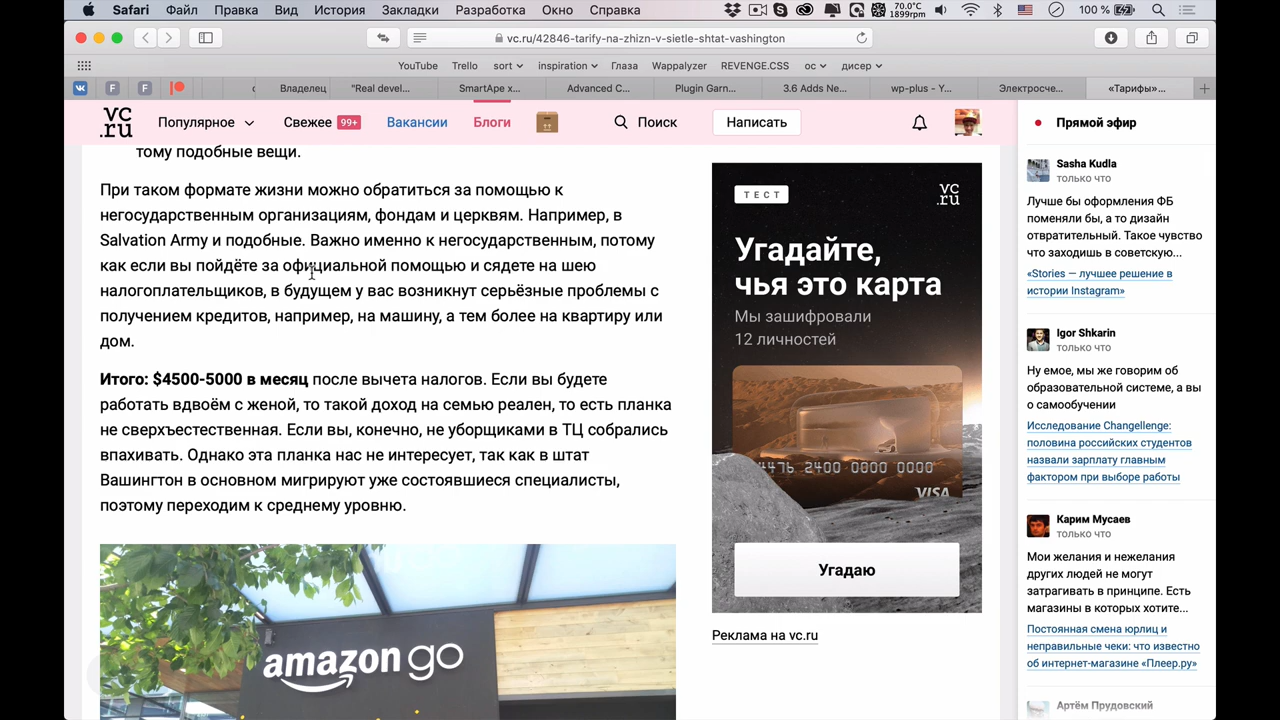 Safari Файл Правка Вид История Закладки Разработка Окно Справка 70.0°C 1899rpm 100 %
vc.ru/42846-tarify-na-zhizn-v-sietle-shtat-vashington
YouTube Trello sort inspiration Глаза Wappalyzer REVENGE.CSS ос дисер
Владелец "Real devel... SmartApe x... Advanced C... Plugin Garn... 3.6 Adds Ne... wp-plus - Y... Электросче... «Тарифы»...
vc .ru Популярное Свежее 99+ Вакансии Блоги Поиск Написать
тому подобные вещи.
При таком формате жизни можно обратиться за помощью к
негосударственным организациям, фондам и церквям. Например, в
Salvation Army и подобные. Важно именно к негосударственным, потому
как если вы пойдёте за официальной помощью и сядете на шею
налогоплательщиков, в будущем у вас возникнут серьёзные проблемы с
получением кредитов, например, на машину, а тем более на квартиру или
дом.
Итого: $4500-5000 в месяц после вычета налогов. Если вы будете
работать вдвоём с женой, то такой доход на семью реален, то есть планка
не сверхъестественная. Если вы, конечно, не уборщиками в ТЦ собрались
впахивать. Однако эта планка нас не интересует, так как в штат
Вашингтон в основном мигрируют уже состоявшиеся специалисты,
поэтому переходим к среднему уровню.
amazon go
ТЕСТ
vc .ru
Угадайте,
чья это карта
Мы зашифровали
12 личностей
4476 2400 0800 0000
VISA
Угадаю
Реклама на vc.ru
Прямой эфир
Sasha Kudla
только что
Лучше бы оформления ФБ
поменяли бы, а то дизайн
отвратительный. Такое чувство
что заходишь в советскую...
«Stories — лучшее решение в
истории Instagram»
Igor Shkarin
только что
Ну емое, мы же говорим об
образовательной системе, а вы
о самообучении
Исследование Changellenge:
половина российских студентов
назвали зарплату главным
фактором при выборе работы
Карим Мусаев
только что
Мои желания и нежелания
других людей не могут
затрагивать в принципе. Есть
магазины в которых хотите...
Постоянная смена юрлиц и
неправильные чеки: что известно
об интернет-магазине «Плеер.ру»
Артём Прудовский